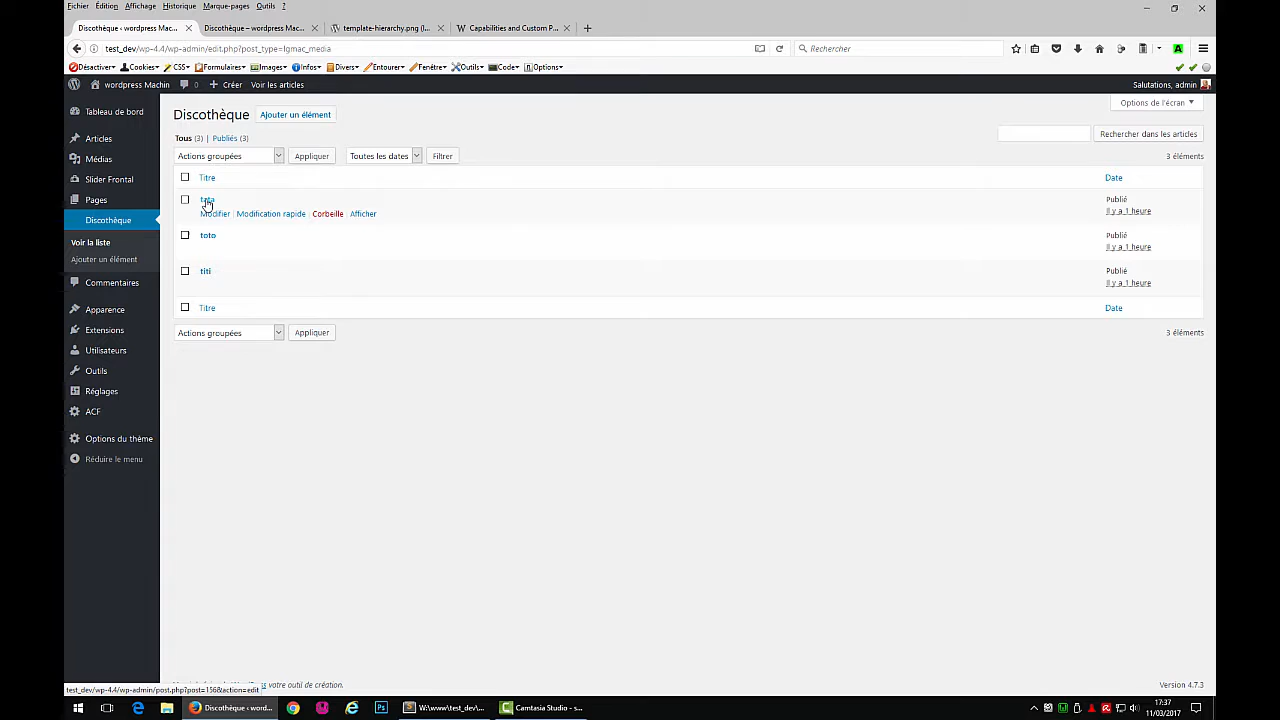 Fichier Édition Affichage Historique Marque-pages Outils ?
Discothèque ‹ wordpress Mac... × Discothèque – wordpress Mac... × template-hierarchy.png (I... × Capabilities and Custom P... × +
test_dev/wp-4.4/wp-admin/edit.php?post_type=lgmac_media Rechercher
Désactiver Cookies CSS Formulaires Images Infos Divers Entourer Fenêtre Outils Code Options
wordpress Machin 0 + Créer Voir les articles Salutations, admin
Options de l'écran
Discothèque Ajouter un élément
Tous (3) | Publiés (3)
Rechercher dans les articles
Actions groupées Appliquer Toutes les dates Filtrer 3 éléments
Titre Date
Publié
Modifier | Modification rapide | Corbeille | Afficher Il y a 1 heure
toto Publié
Il y a 1 heure
titi Publié
Il y a 1 heure
Titre Date
Actions groupées Appliquer 3 éléments
Tableau de bord
Articles
Médias
Slider Frontal
Pages
Discothèque
Voir la liste
Ajouter un élément
Commentaires
Apparence
Extensions
Utilisateurs
Outils
Réglages
ACF
Options du thème
Réduire le menu
votre outil de création. Version 4.7.3
test_dev/wp-4.4/wp-admin/post.php?post=156&action=edit
Discothèque ‹ word... W:\www\test_dev\... Camtasia Studio - s...
17:37
11/03/2017